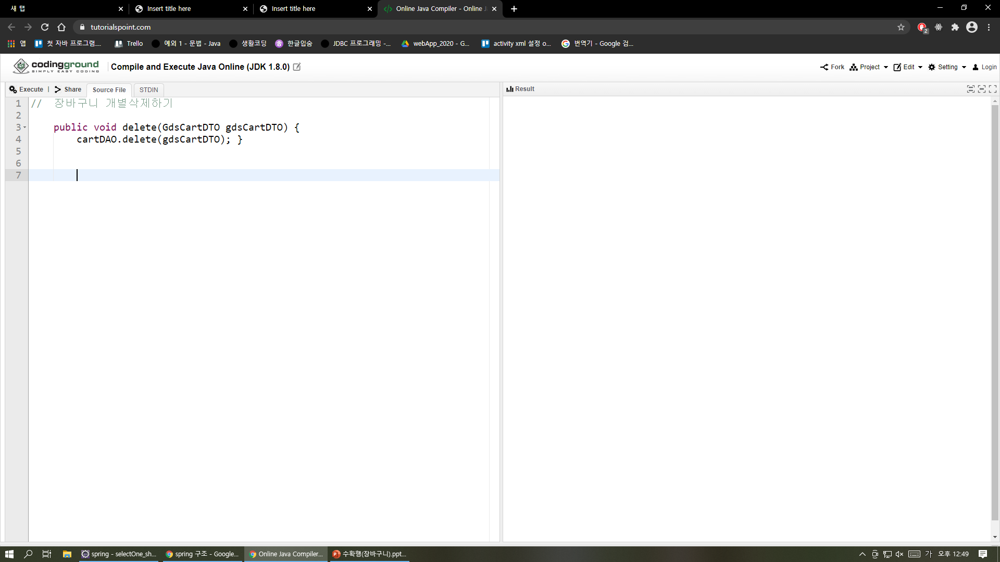 새 탭
Insert title here
Insert title here
Online Java Compiler - Online J
tutorialspoint.com
2
앱
첫 자바 프로그램....
Trello
예외 1 - 문법 - Java
생활코딩
한글입숨
JDBC 프로그래밍 -...
webApp_2020 - G...
activity xml 설정 o...
번역기 - Google 검...
codingground
SIMPLY EASY CODING
Compile and Execute Java Online (JDK 1.8.0)
Fork
Project
Edit
Setting
Login
Execute | Share
Source File
STDIN
Result
1 // 장바구니 개별삭제하기
2
3 public void delete(GdsCartDTO gdsCartDTO) {
4 cartDAO.delete(gdsCartDTO); }
5
6
7
spring - selectOne_sh...
spring 구조 - Google...
Online Java Compiler...
수확행(장바구니).ppt...
가
오후 12:49